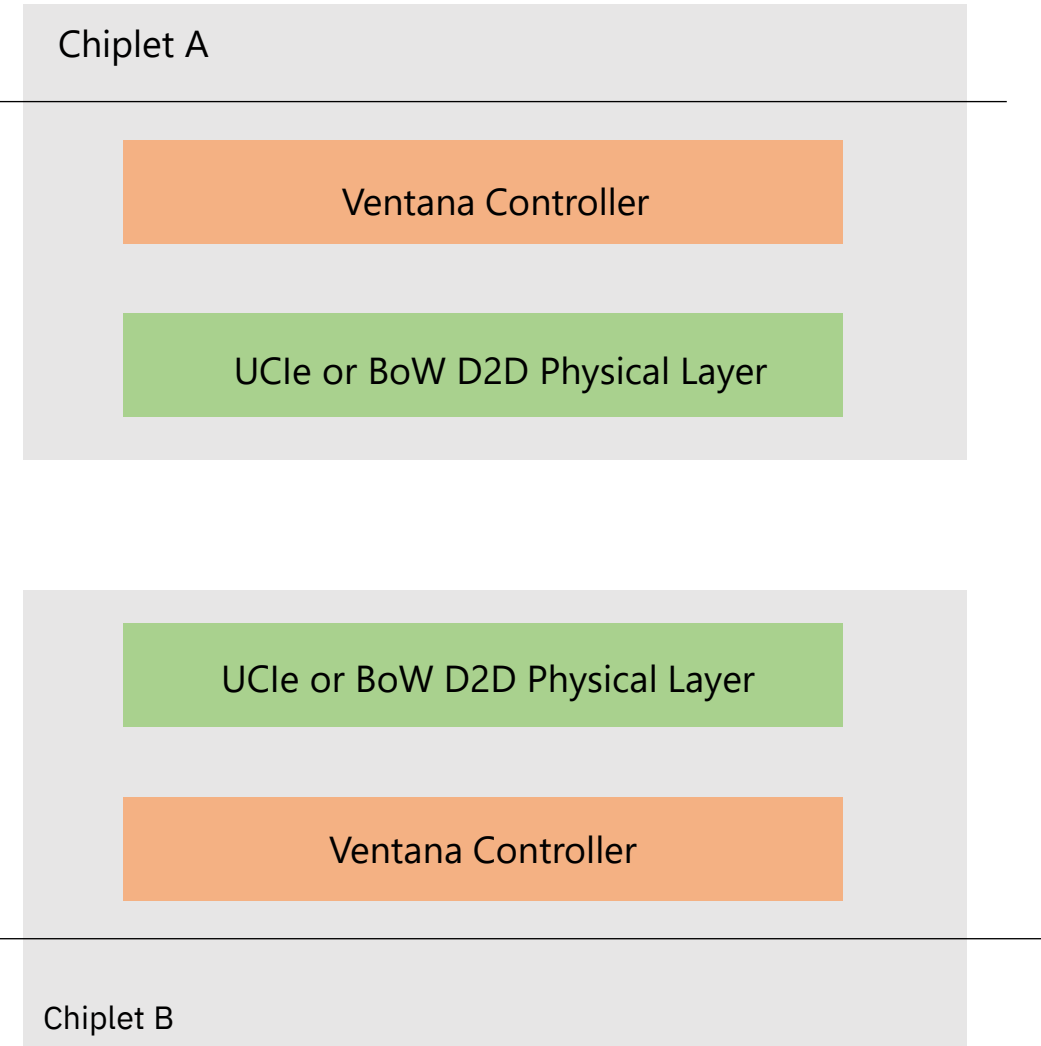 Chiplet A
Ventana Controller
UCIe or BoW D2D Physical Layer
UCIe or BoW D2D Physical Layer
Ventana Controller
Chiplet B